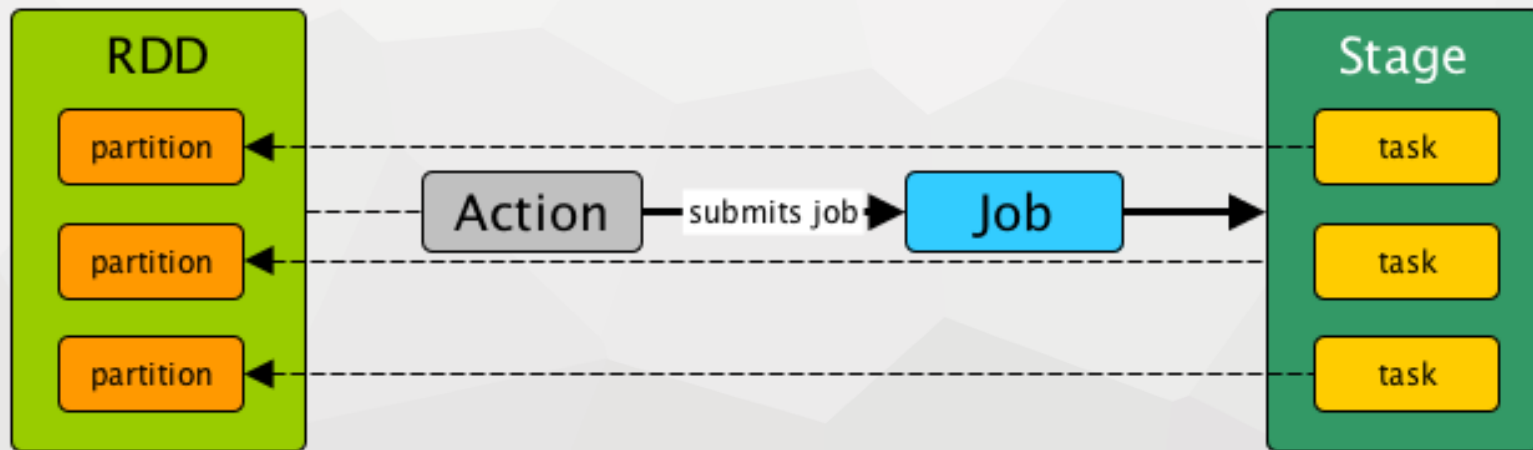 RDD
partition
partition
partition
Action
submits job
Job
Stage
task
task
task